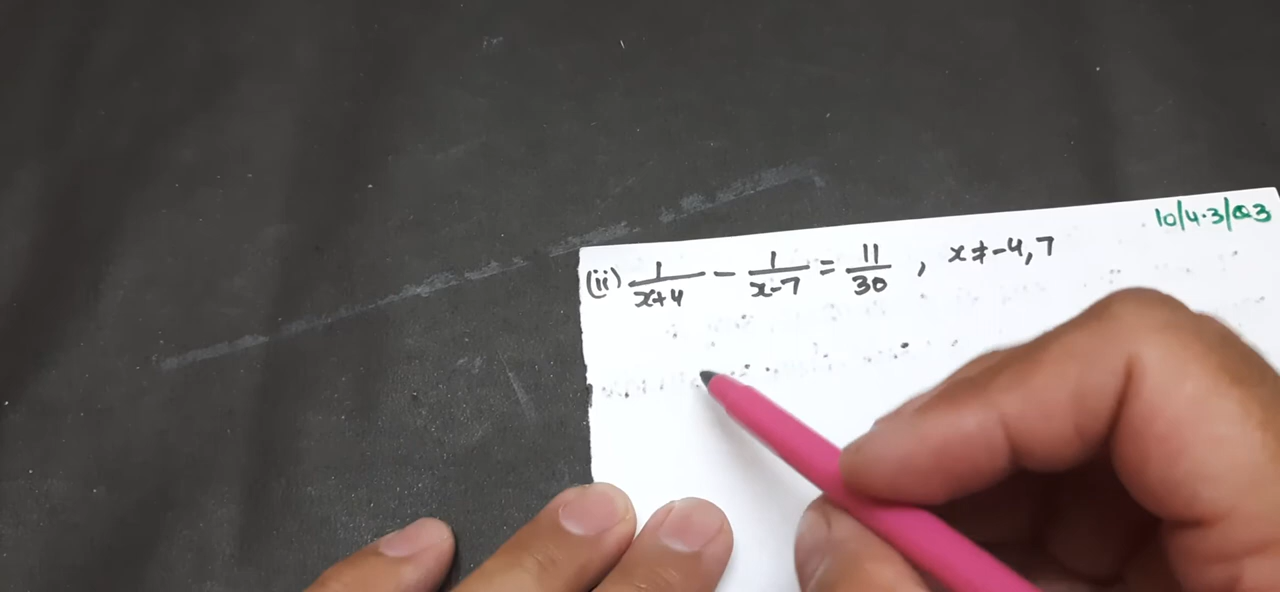 10/4.3/Q3
(ii) 1/(x+4) - 1/(x-7) = 11/30 , x ≠ -4, 7